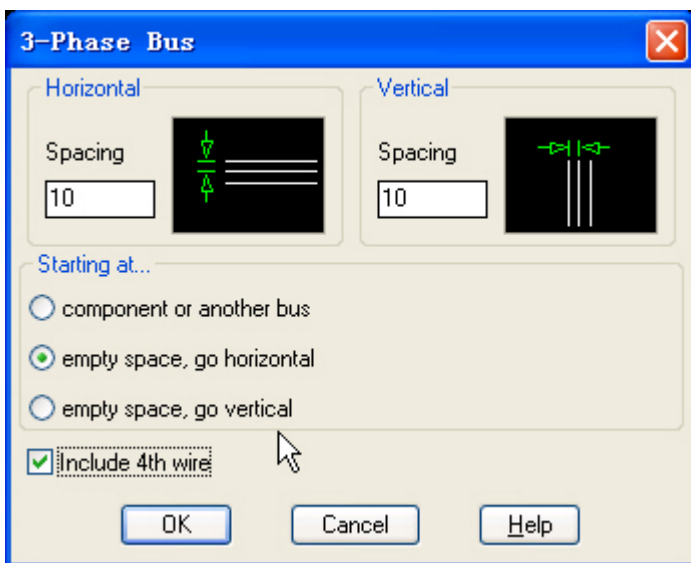 3-Phase Bus
Horizontal
Spacing
10
Vertical
Spacing
10
Starting at...
component or another bus
empty space, go horizontal
empty space, go vertical
Include 4th wire
OK Cancel Help